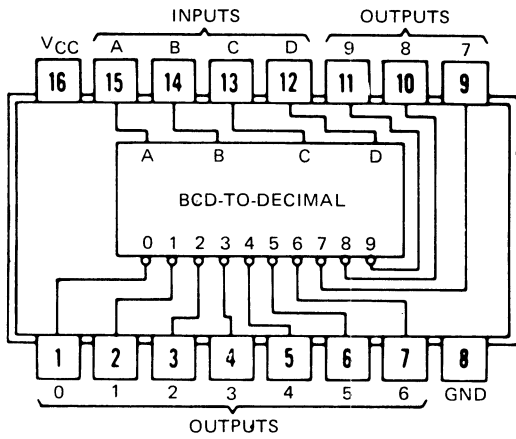 INPUTS OUTPUTS
VCC A B C D 9 8 7
16 15 14 13 12 11 10 9
A B C D
BCD-TO-DECIMAL
0 1 2 3 4 5 6 7 8 9
1 2 3 4 5 6 7 8
0 1 2 3 4 5 6 GND
OUTPUTS